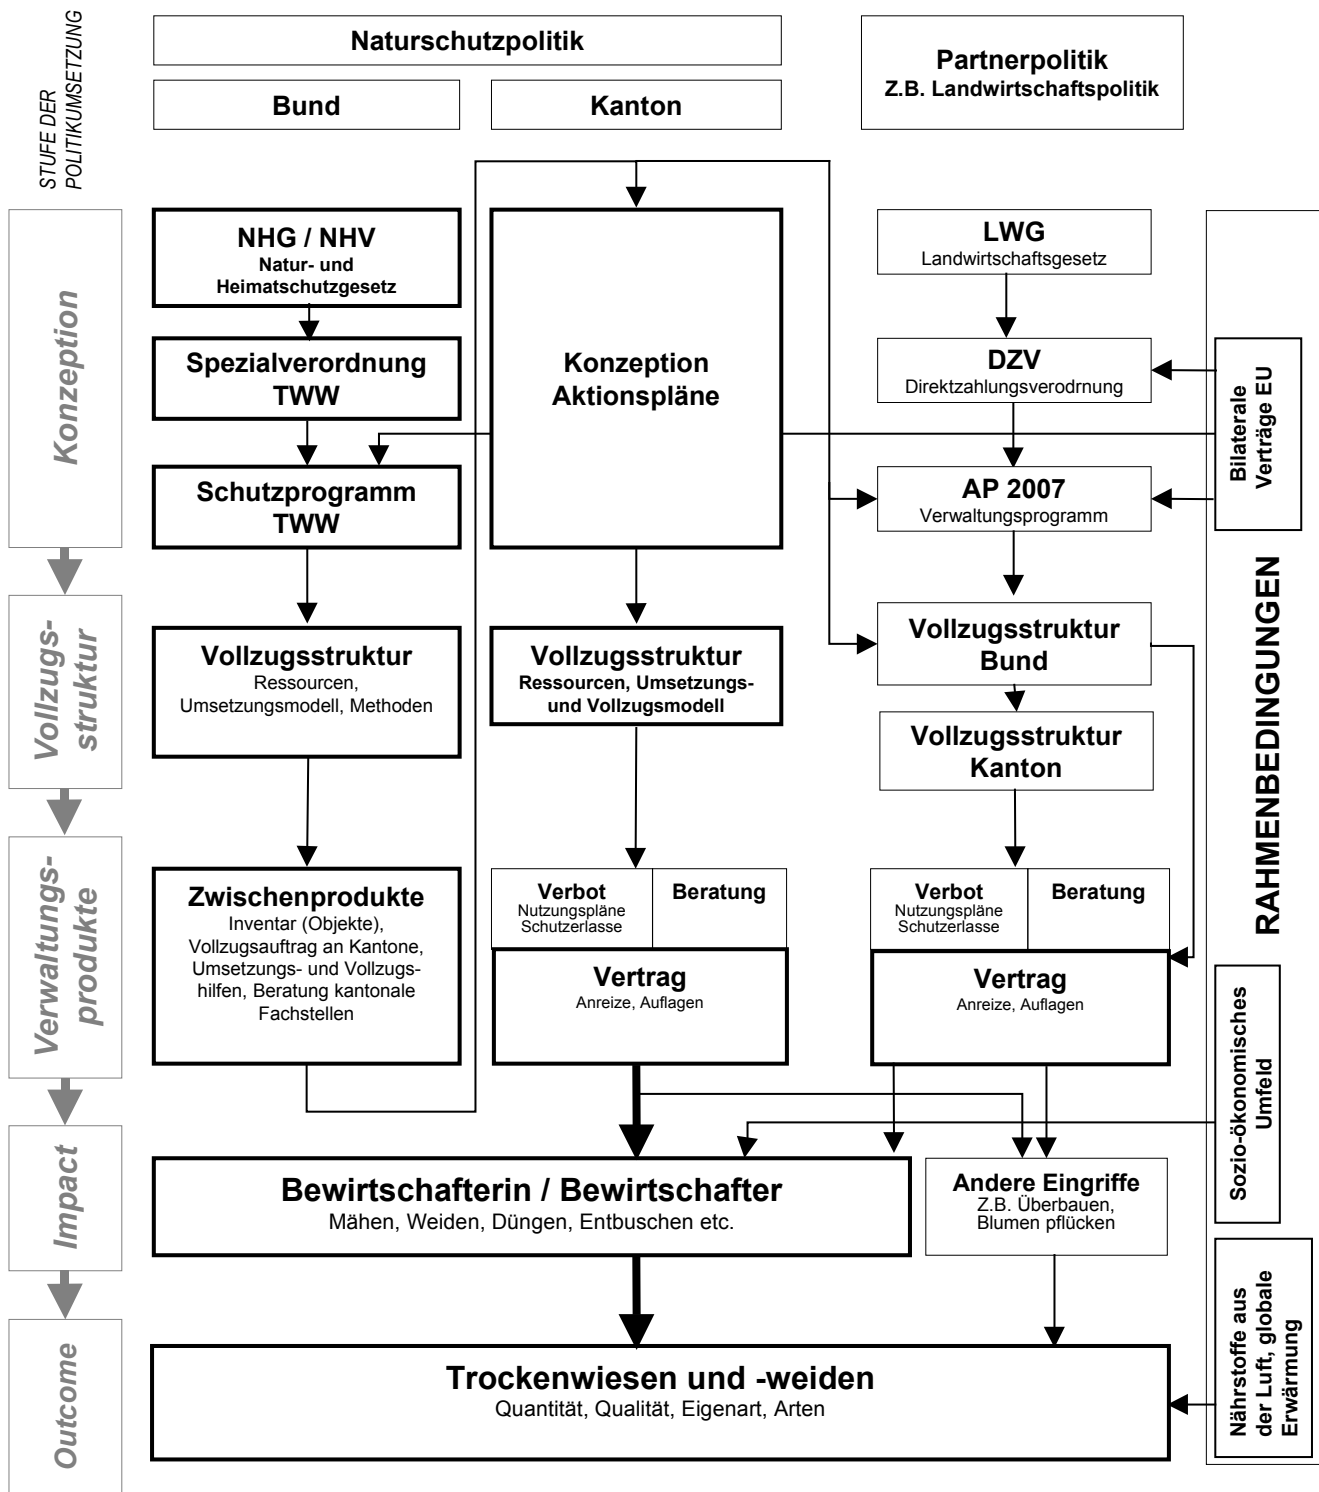 STUFE DER
POLITIKUMSETZUNG
Naturschutzpolitik
Bund
Kanton
Partnerpolitik
Z.B. Landwirtschaftspolitik
Konzeption
NHG / NHV
Natur- und
Heimatschutzgesetz
Spezialverordnung
TWW
Schutzprogramm
TWW
Konzeption
Aktionspläne
LWG
Landwirtschaftsgesetz
DZV
Direktzahlungsverodrnung
AP 2007
Verwaltungsprogramm
Bilaterale
Verträge EU
RAHMENBEDINGUNGEN
Vollzugs-
struktur
Vollzugsstruktur
Ressourcen,
Umsetzungsmodell, Methoden
Vollzugsstruktur
Ressourcen, Umsetzungs-
und Vollzugsmodell
Vollzugsstruktur
Bund
Vollzugsstruktur
Kanton
Verwaltungs-
produkte
Zwischenprodukte
Inventar (Objekte),
Vollzugsauftrag an Kantone,
Umsetzungs- und Vollzugs-
hilfen, Beratung kantonale
Fachstellen
Verbot
Nutzungspläne
Schutzerlasse
Beratung
Vertrag
Anreize, Auflagen
Verbot
Nutzungspläne
Schutzerlasse
Beratung
Vertrag
Anreize, Auflagen
Sozio-ökonomisches
Umfeld
Impact
Bewirtschafterin / Bewirtschafter
Mähen, Weiden, Düngen, Entbuschen etc.
Andere Eingriffe
Z.B. Überbauen,
Blumen pflücken
Outcome
Trockenwiesen und -weiden
Quantität, Qualität, Eigenart, Arten
Nährstoffe aus
der Luft, globale
Erwärmung